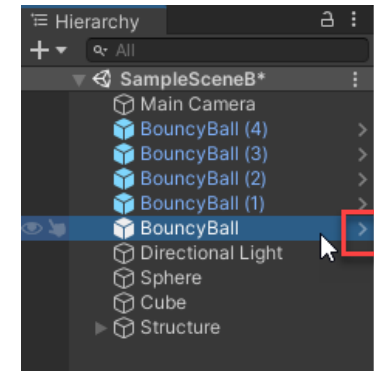 Hierarchy
All
SampleSceneB*
Main Camera
BouncyBall (4)
BouncyBall (3)
BouncyBall (2)
BouncyBall (1)
BouncyBall
Directional Light
Sphere
Cube
Structure